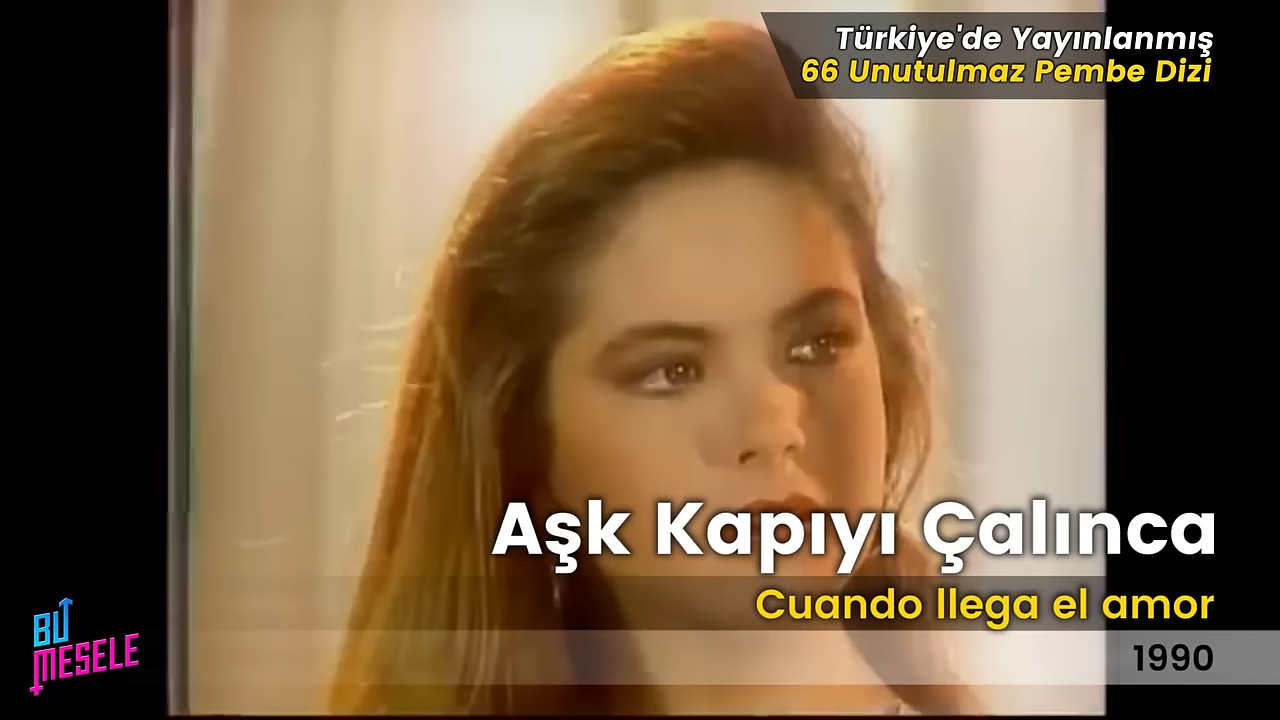 Türkiye'de Yayınlanmış
66 Unutulmaz Pembe Dizi
Aşk Kapıyı Çalınca
Cuando llega el amor
1990
BU
MESELE